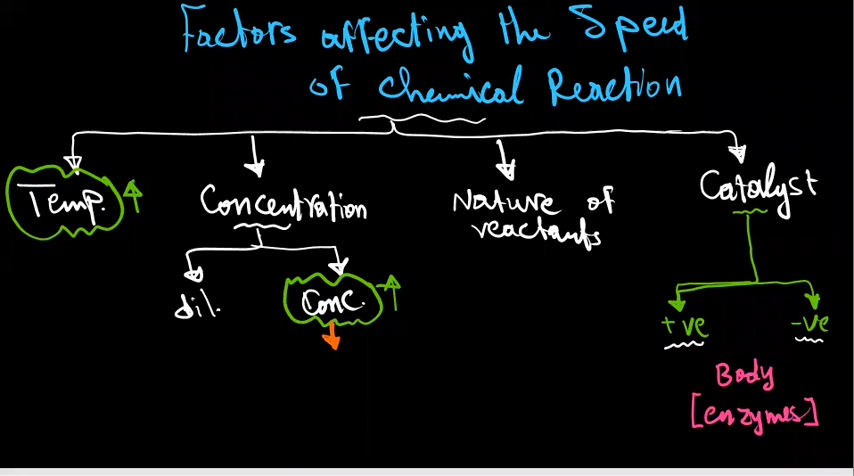 Factors affecting the Speed
of Chemical Reaction
Temp.
Concentration
Nature of
reactants
Catalyst
dil.
Conc.
+ve
-ve
Body
[enzymes]